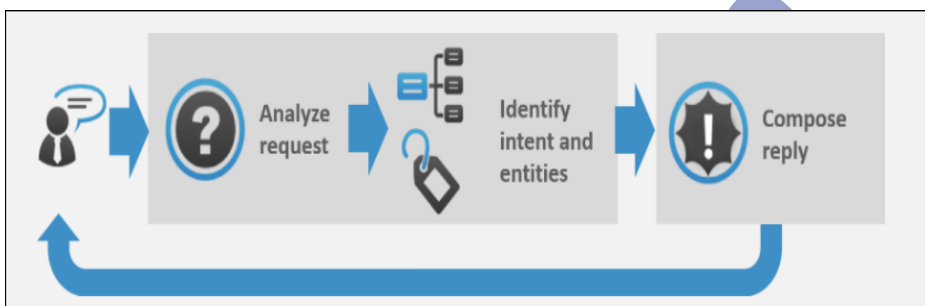 ?
Analyze
request
Identify
intent and
entities
!
Compose
reply